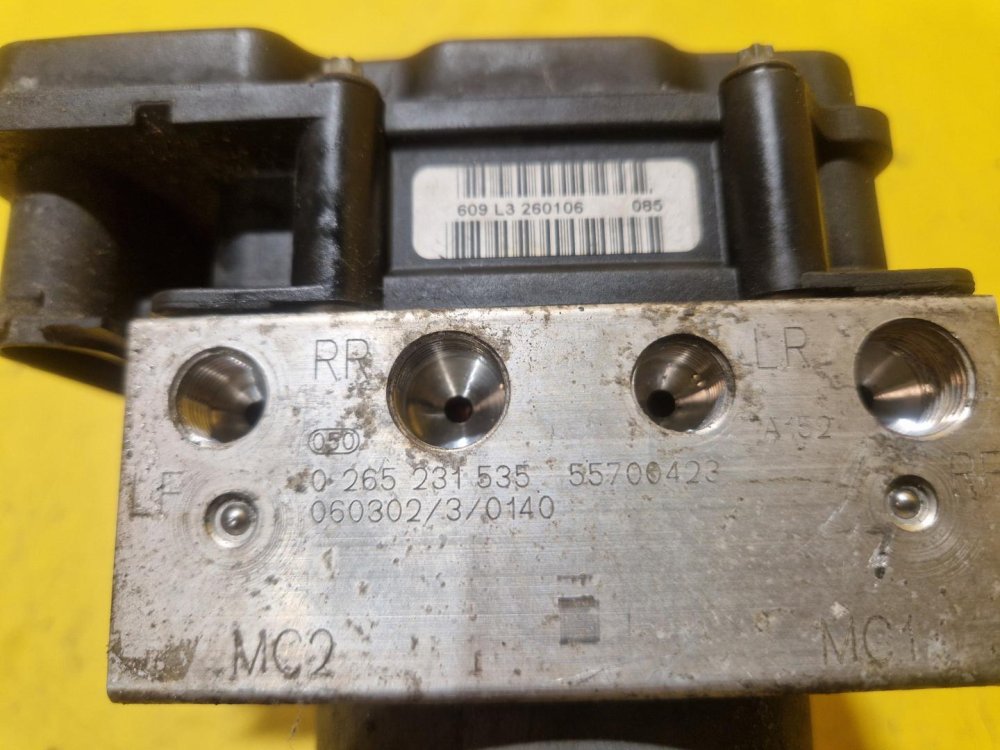 609 L3 260106 085
RR LR
050 A 52
LF RF
0 265 231 535 55700423
060302/3/0140
MC2 MC1